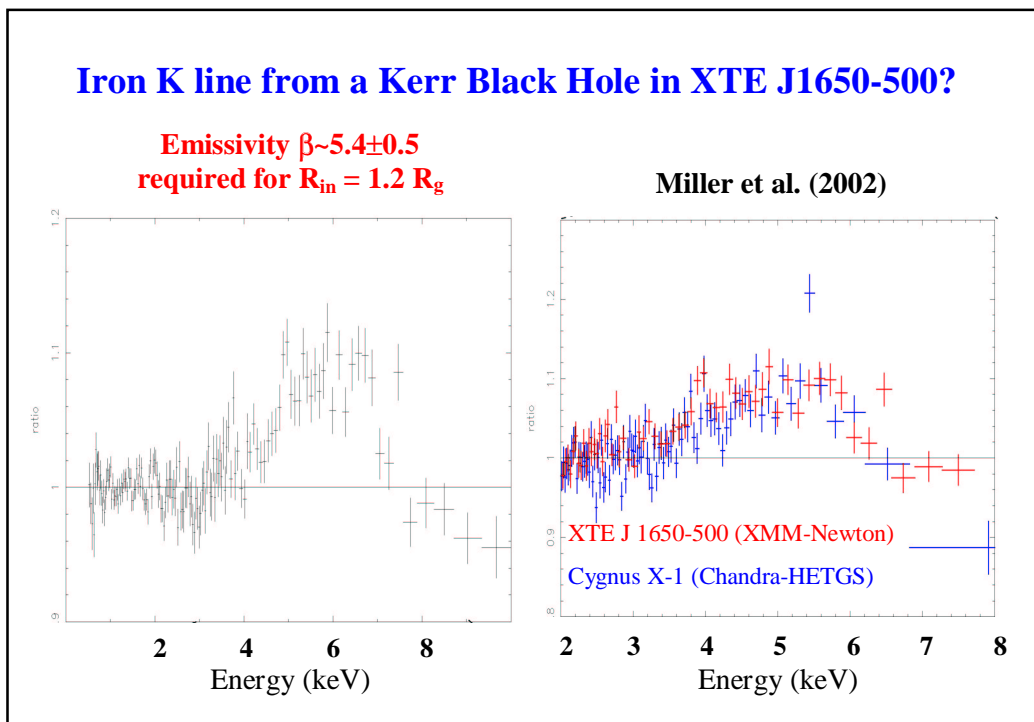 Iron K line from a Kerr Black Hole in XTE J1650-500?
Emissivity β~5.4±0.5
required for R_in = 1.2 R_g
Miller et al. (2002)
1.2
1.1
1
.9
ratio
2 4 6 8
Energy (keV)
1.2
1.1
1
0.9
.8
ratio
XTE J 1650-500 (XMM-Newton)
Cygnus X-1 (Chandra-HETGS)
2 3 4 5 6 7 8
Energy (keV)